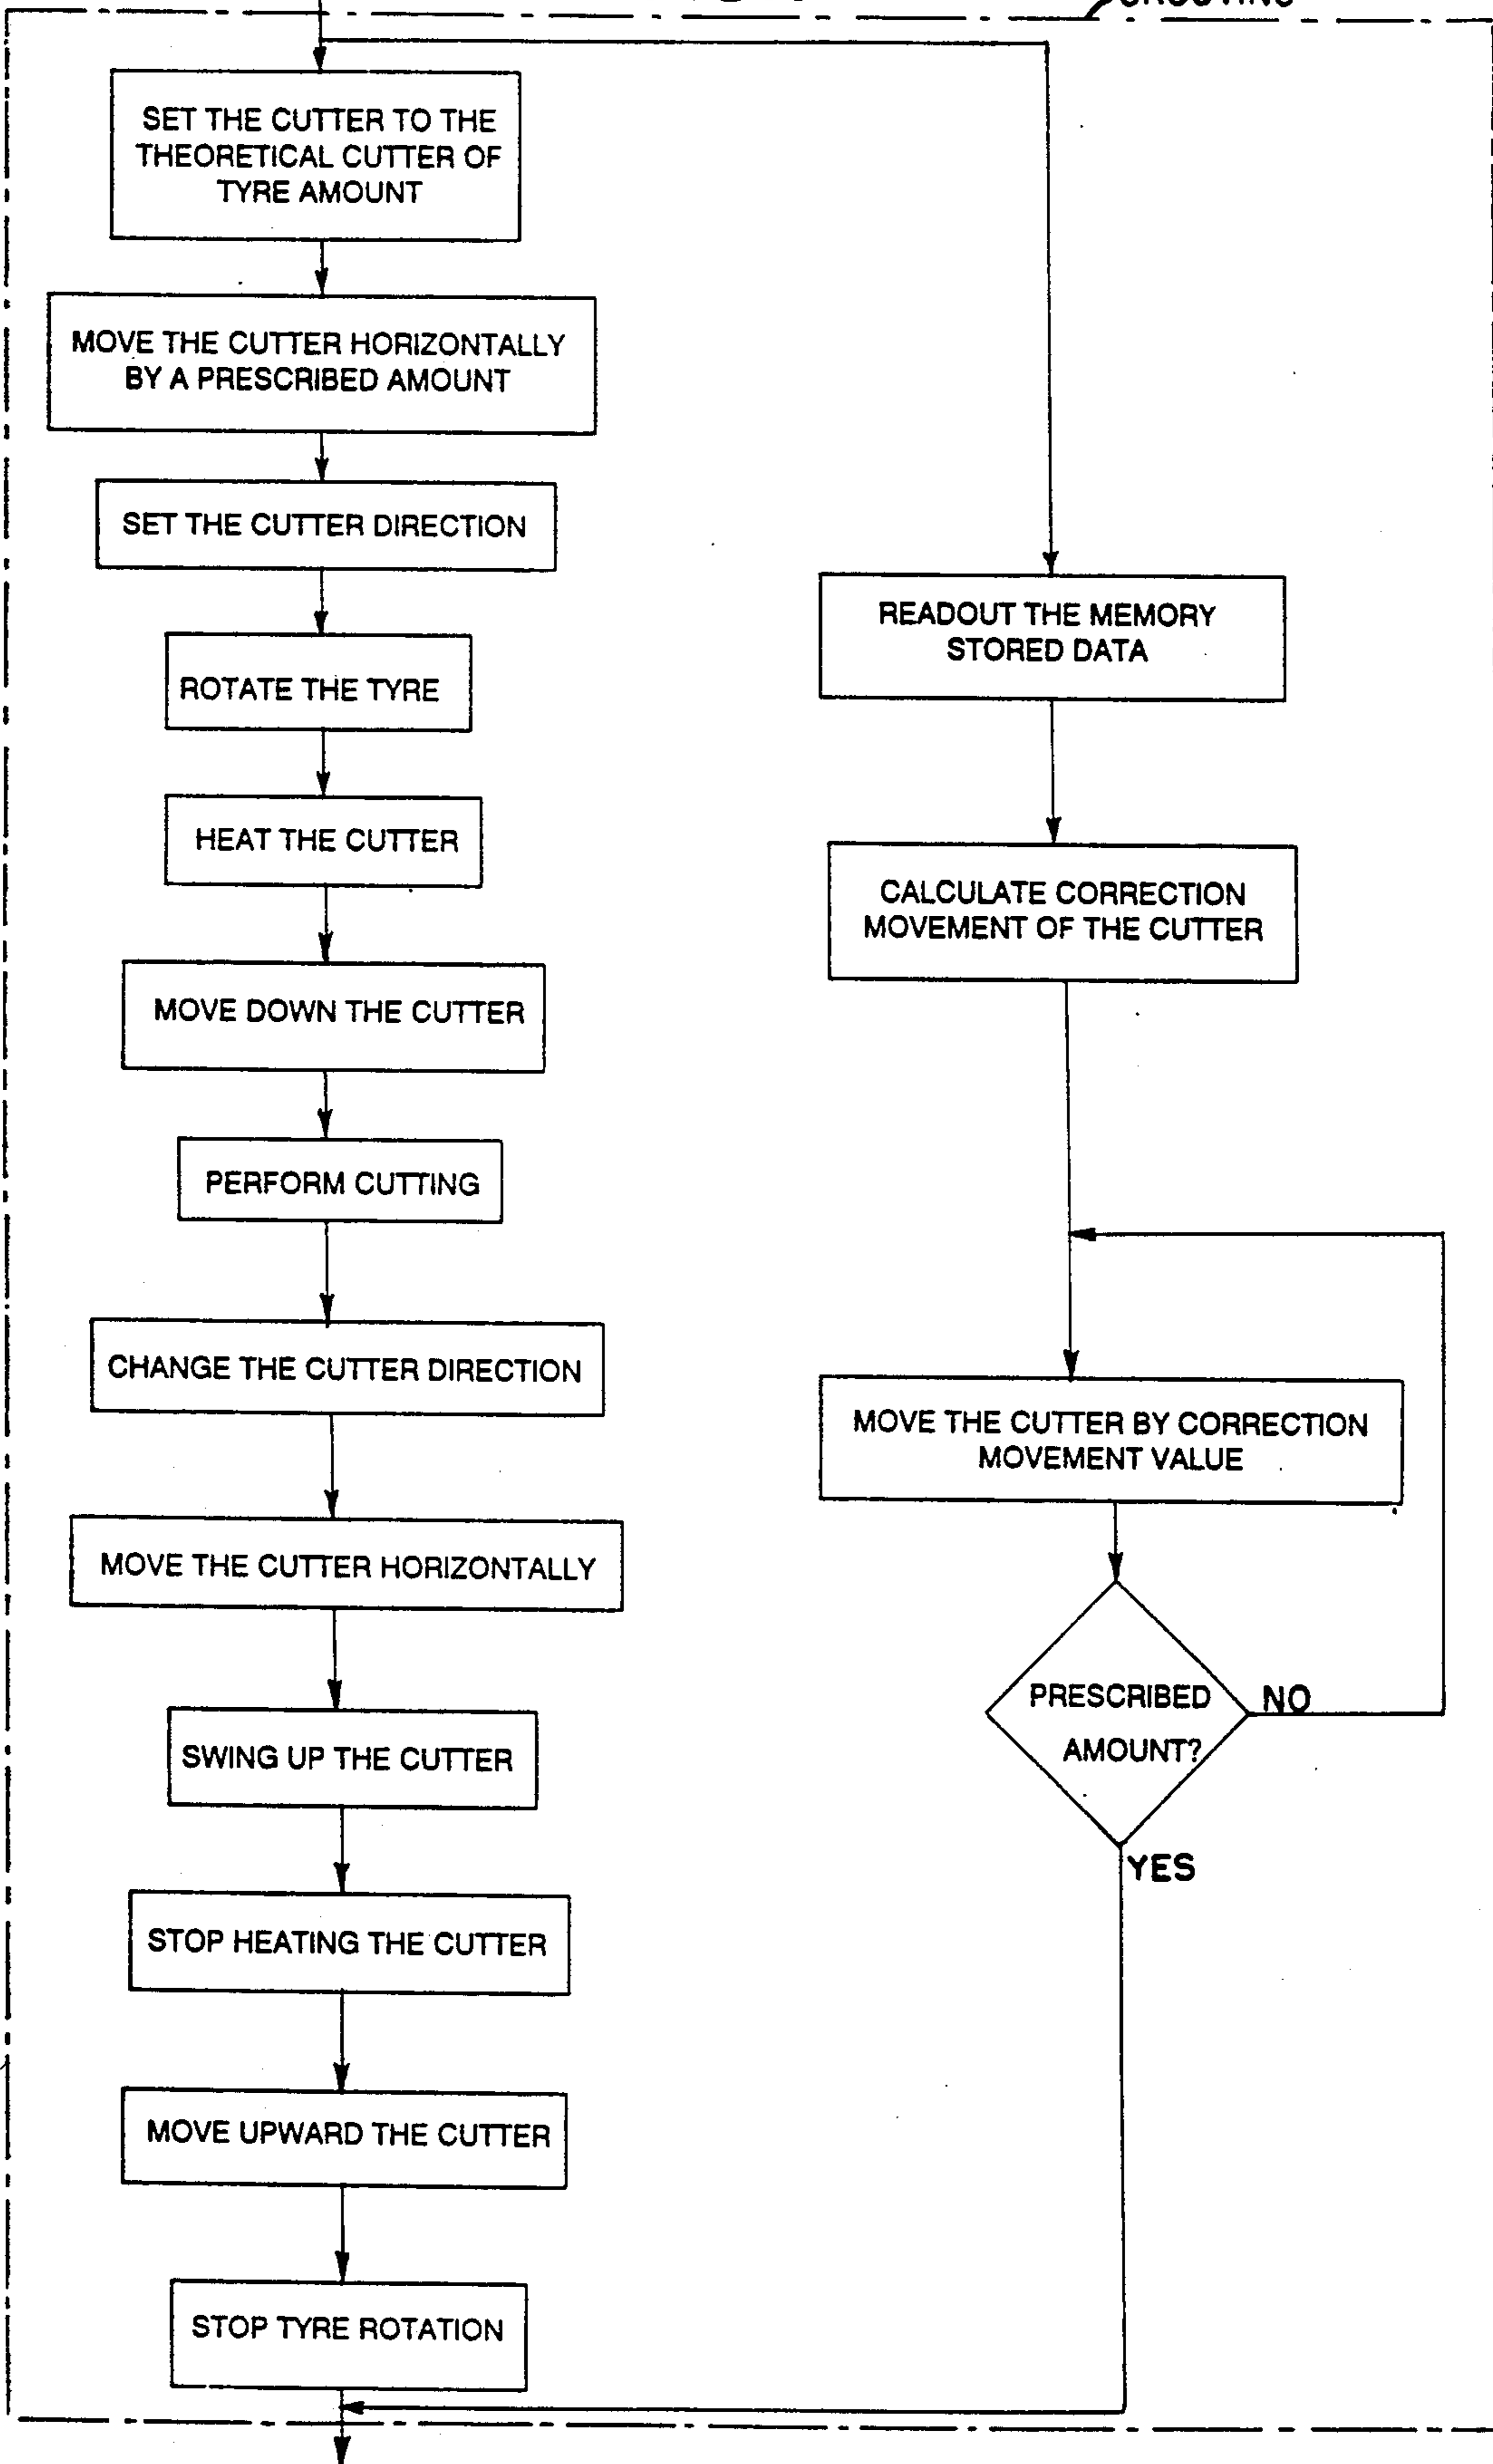 SET THE CUTTER TO THE
THEORETICAL CUTTER OF
TYRE AMOUNT
MOVE THE CUTTER HORIZONTALLY
BY A PRESCRIBED AMOUNT
SET THE CUTTER DIRECTION
ROTATE THE TYRE
HEAT THE CUTTER
MOVE DOWN THE CUTTER
PERFORM CUTTING
CHANGE THE CUTTER DIRECTION
MOVE THE CUTTER HORIZONTALLY
SWING UP THE CUTTER
STOP HEATING THE CUTTER
MOVE UPWARD THE CUTTER
STOP TYRE ROTATION
READOUT THE MEMORY
STORED DATA
CALCULATE CORRECTION
MOVEMENT OF THE CUTTER
MOVE THE CUTTER BY CORRECTION
MOVEMENT VALUE
PRESCRIBED
AMOUNT?
NO
YES